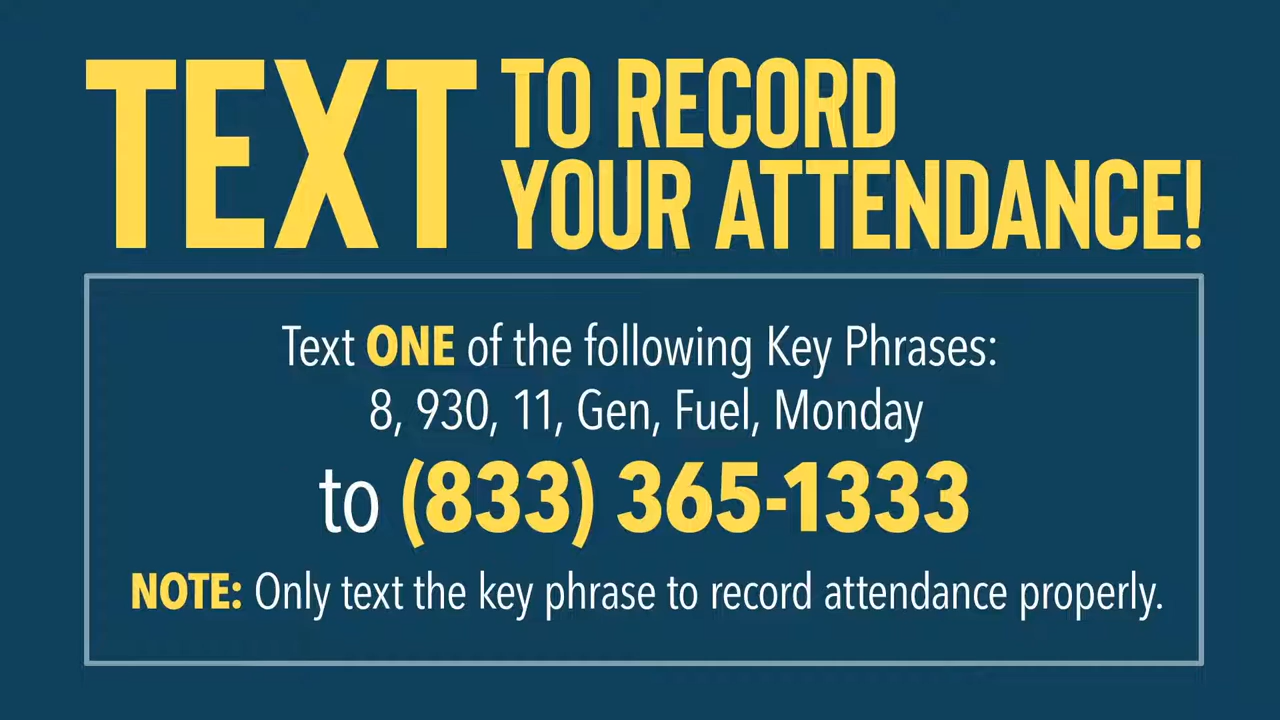 TEXT TO RECORD
YOUR ATTENDANCE!
Text ONE of the following Key Phrases:
8, 930, 11, Gen, Fuel, Monday
to (833) 365-1333
NOTE: Only text the key phrase to record attendance properly.